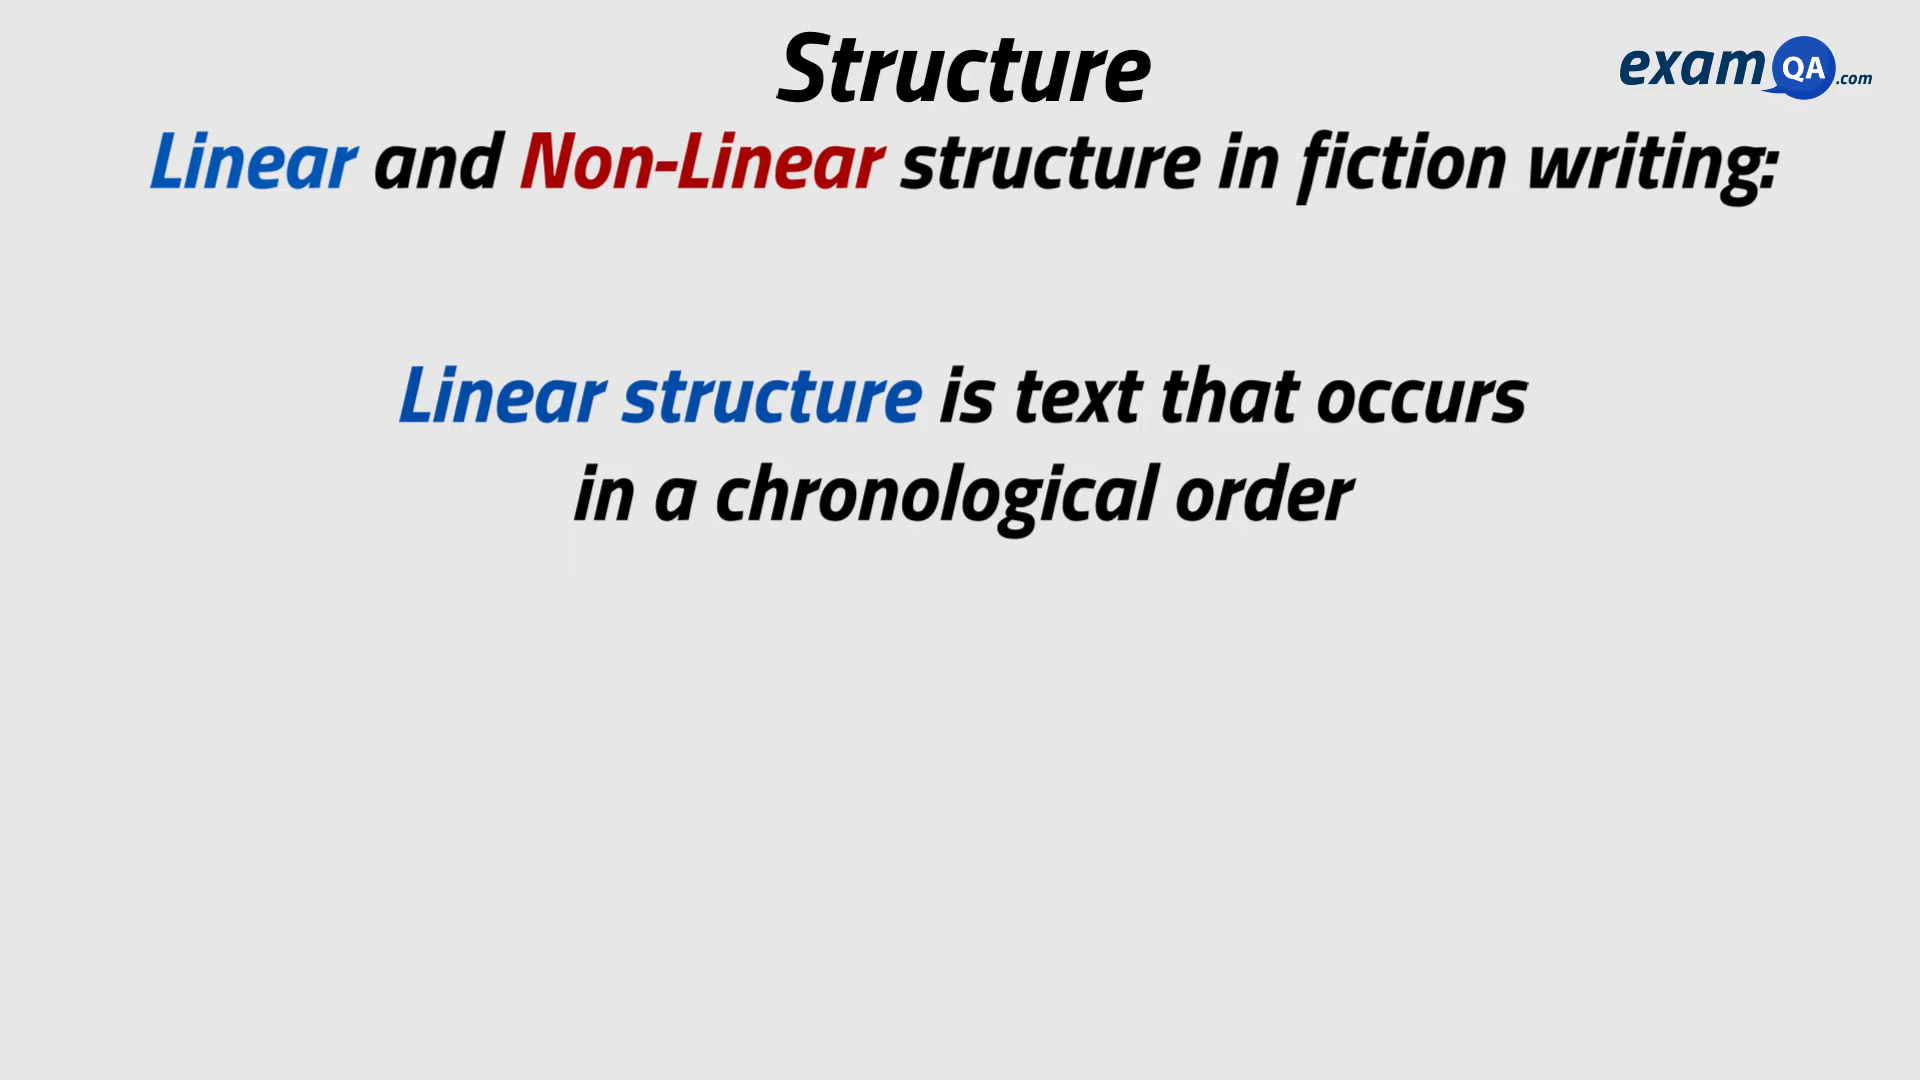 Structure
examQA.com
Linear and Non-Linear structure in fiction writing:
Linear structure is text that occurs
in a chronological order